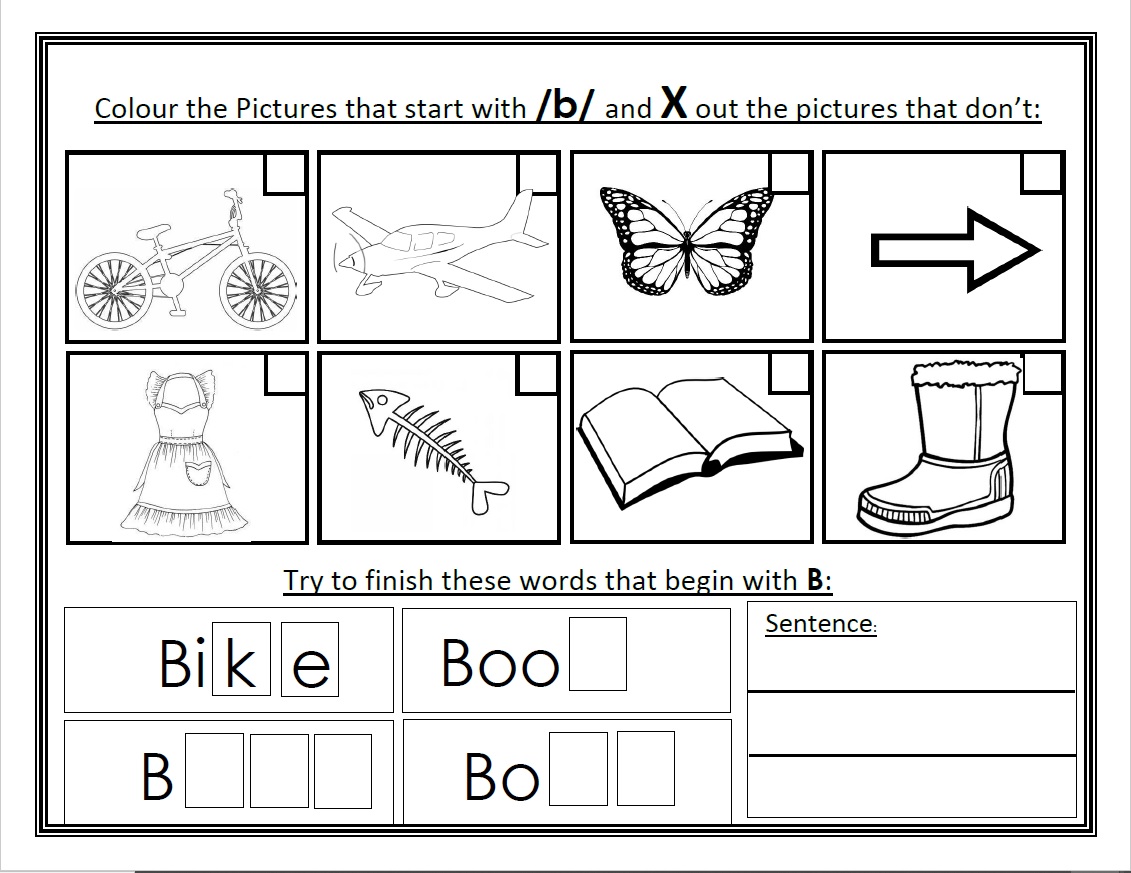 Colour the Pictures that start with /b/ and X out the pictures that don't:
Try to finish these words that begin with B:
Bike
Boo
Sentence:
B
Bo